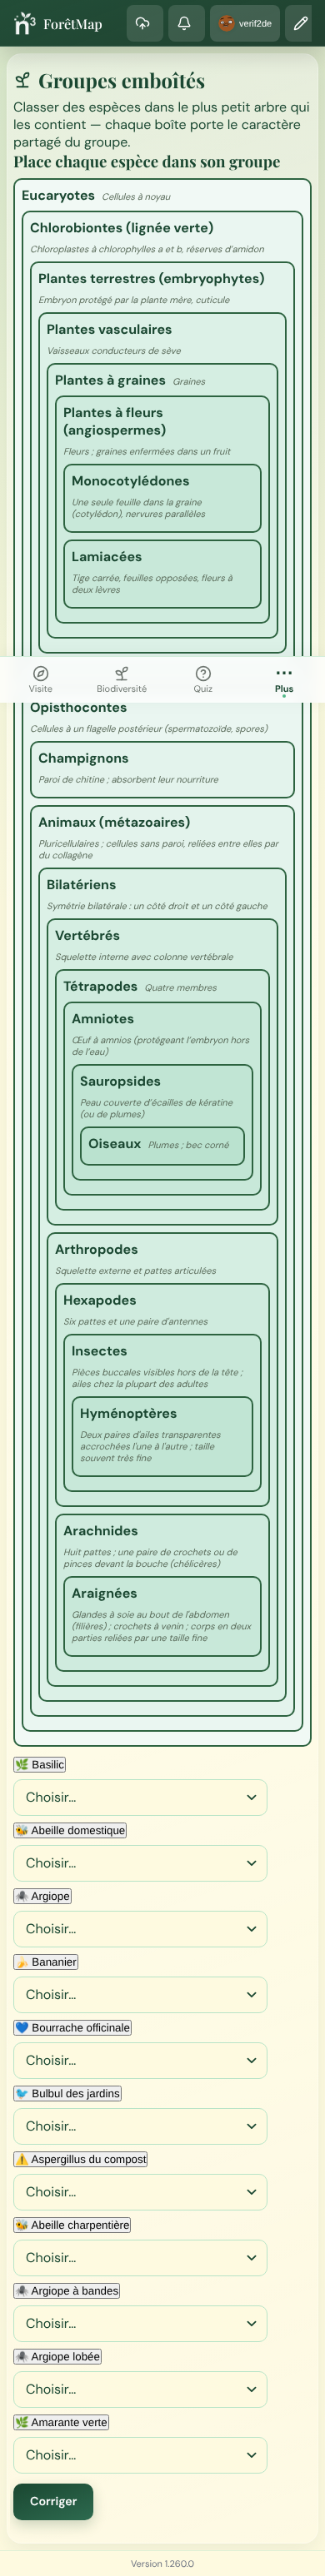 ForêtMap
verif2de
Groupes emboîtés
Classer des espèces dans le plus petit arbre qui
les contient — chaque boîte porte le caractère
partagé du groupe.
Place chaque espèce dans son groupe
Eucaryotes Cellules à noyau
Chlorobiontes (lignée verte)
Chloroplastes à chlorophylles a et b, réserves d'amidon
Plantes terrestres (embryophytes)
Embryon protégé par la plante mère, cuticule
Plantes vasculaires
Vaisseaux conducteurs de sève
Plantes à graines Graines
Plantes à fleurs
(angiospermes)
Fleurs ; graines enfermées dans un fruit
Monocotylédones
Une seule feuille dans la graine
(cotylédon), nervures parallèles
Lamiacées
Tige carrée, feuilles opposées, fleurs à
deux lèvres
Visite
Biodiversité
Quiz
Plus
Opisthocontes
Cellules à un flagelle postérieur (spermatozoïde, spores)
Champignons
Paroi de chitine ; absorbent leur nourriture
Animaux (métazoaires)
Pluricellulaires ; cellules sans paroi, reliées entre elles par
du collagène
Bilatériens
Symétrie bilatérale : un côté droit et un côté gauche
Vertébrés
Squelette interne avec colonne vertébrale
Tétrapodes Quatre membres
Amniotes
Œuf à amnios (protégeant l'embryon hors
de l'eau)
Sauropsides
Peau couverte d'écailles de kératine
(ou de plumes)
Oiseaux Plumes ; bec corné
Arthropodes
Squelette externe et pattes articulées
Hexapodes
Six pattes et une paire d'antennes
Insectes
Pièces buccales visibles hors de la tête ;
ailes chez la plupart des adultes
Hyménoptères
Deux paires d'ailes transparentes
accrochées l'une à l'autre ; taille
souvent très fine
Arachnides
Huit pattes ; une paire de crochets ou de
pinces devant la bouche (chélicères)
Araignées
Glandes à soie au bout de l'abdomen
(filières) ; crochets à venin ; corps en deux
parties reliées par une taille fine
Basilic
Choisir…
Abeille domestique
Choisir…
Argiope
Choisir…
Bananier
Choisir…
Bourrache officinale
Choisir…
Bulbul des jardins
Choisir…
Aspergillus du compost
Choisir…
Abeille charpentière
Choisir…
Argiope à bandes
Choisir…
Argiope lobée
Choisir…
Amarante verte
Choisir…
Corriger
Version 1.260.0